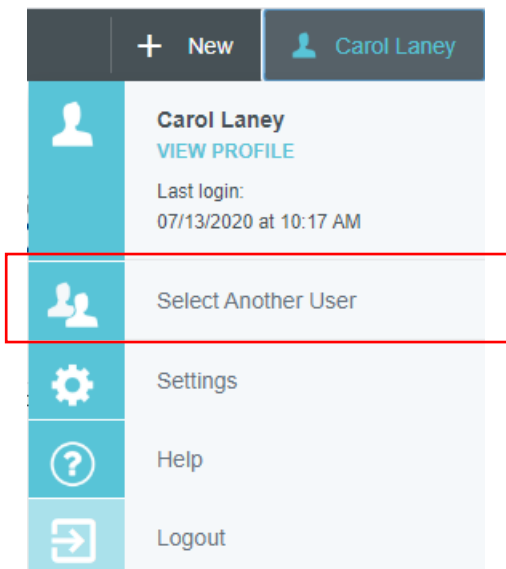 + New
Carol Laney
Carol Laney
VIEW PROFILE
Last login:
07/13/2020 at 10:17 AM
Select Another User
Settings
Help
Logout